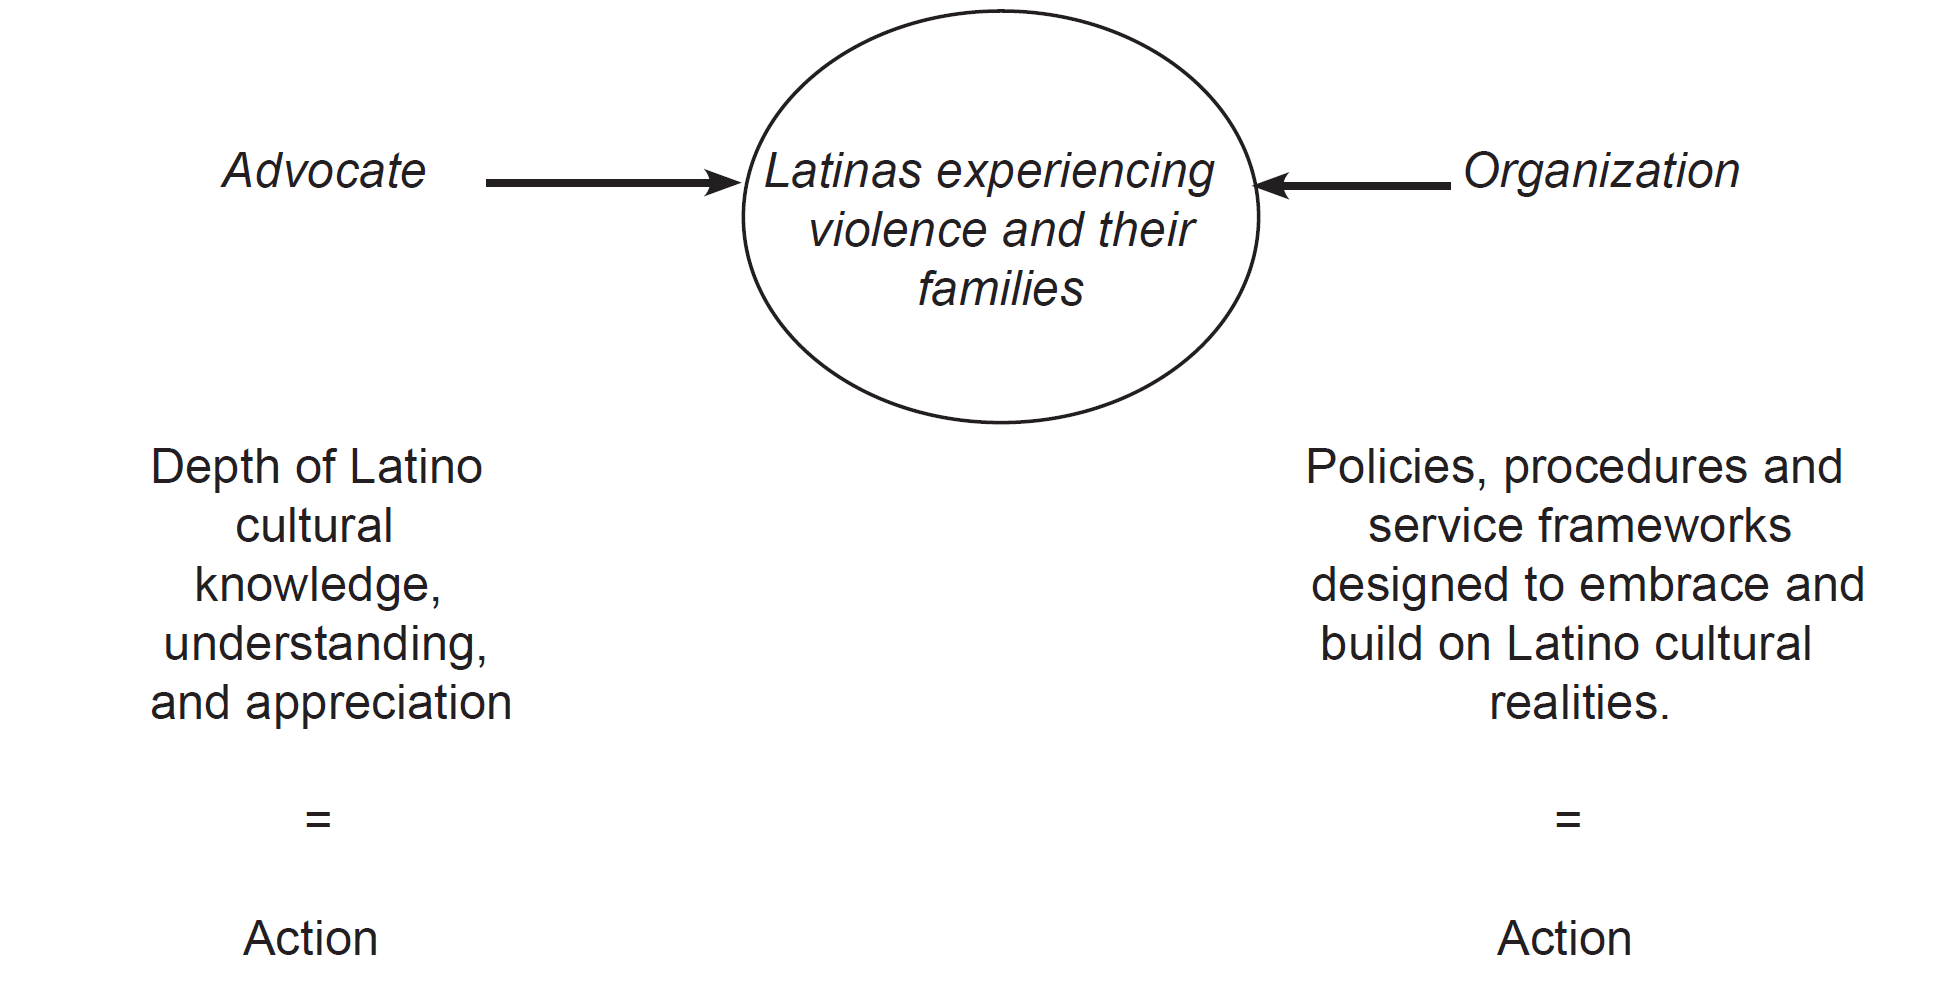 Advocate
Latinas experiencing
violence and their
families
Organization
Depth of Latino
cultural
knowledge,
understanding,
and appreciation
=
Action
Policies, procedures and
service frameworks
designed to embrace and
build on Latino cultural
realities.
=
Action